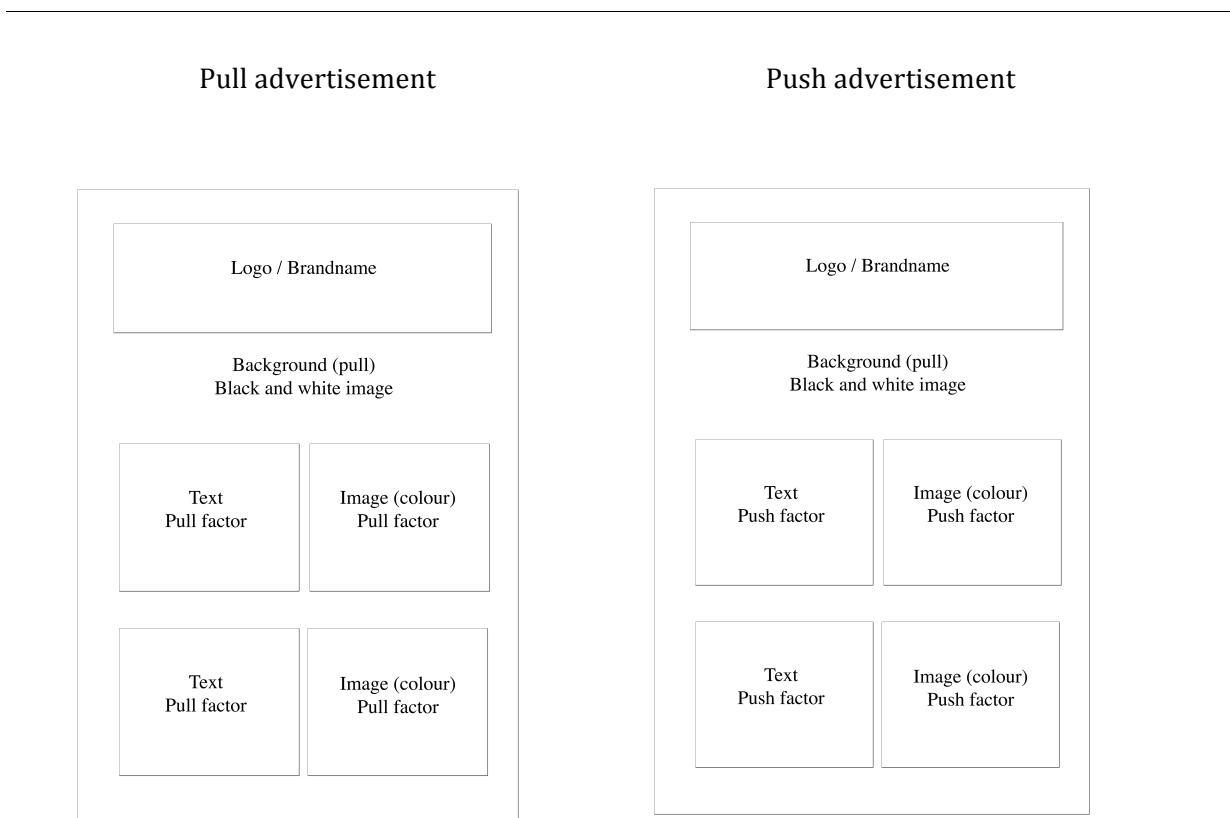 Pull advertisement
Push advertisement
Logo / Brandname
Background (pull)
Black and white image
Text
Pull factor
Image (colour)
Pull factor
Text
Pull factor
Image (colour)
Pull factor
Logo / Brandname
Background (pull)
Black and white image
Text
Push factor
Image (colour)
Push factor
Text
Push factor
Image (colour)
Push factor